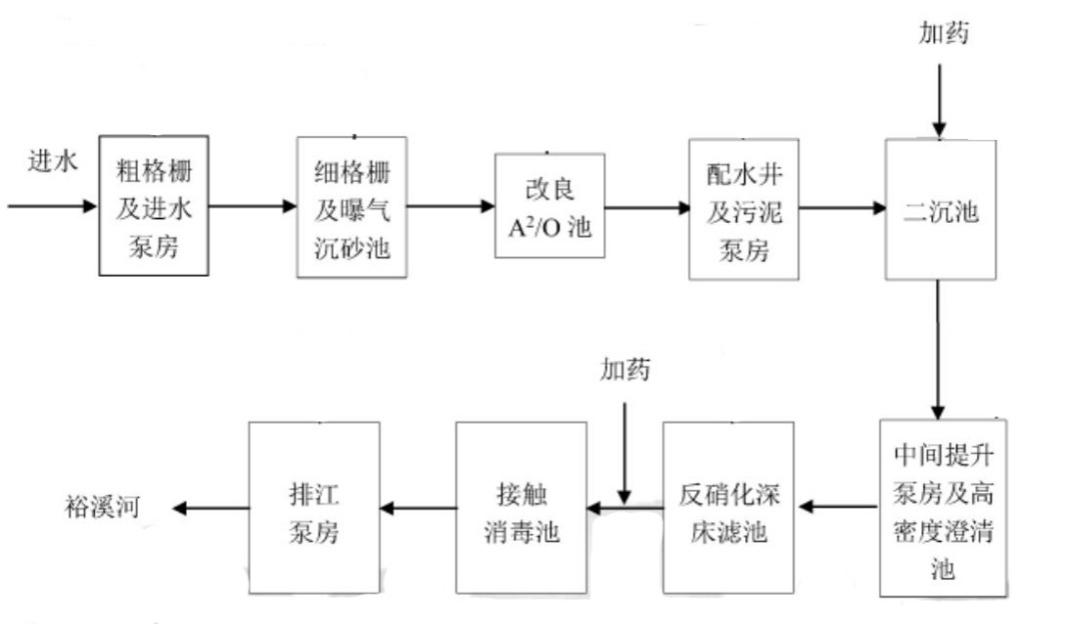 加药
进水
粗格栅
及进水
泵房
细格栅
及曝气
沉砂池
改良
A²/O 池
配水井
及污泥
泵房
二沉池
加药
裕溪河
排江
泵房
接触
消毒池
反硝化深
床滤池
中间提升
泵房及高
密度澄清
池